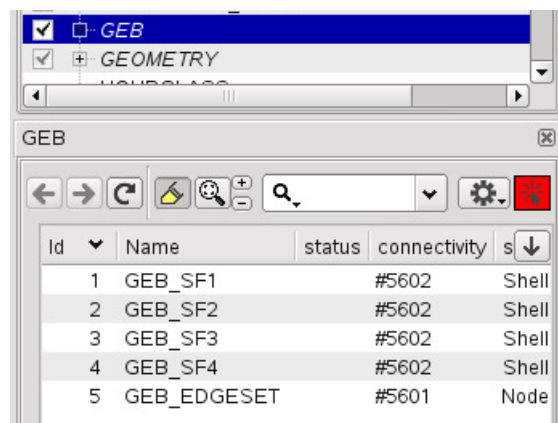 GEB
GEOMETRY
GEB
Id Name status connectivity s
1 GEB_SF1 #5602 Shell
2 GEB_SF2 #5602 Shell
3 GEB_SF3 #5602 Shell
4 GEB_SF4 #5602 Shell
5 GEB_EDGESET #5601 Node